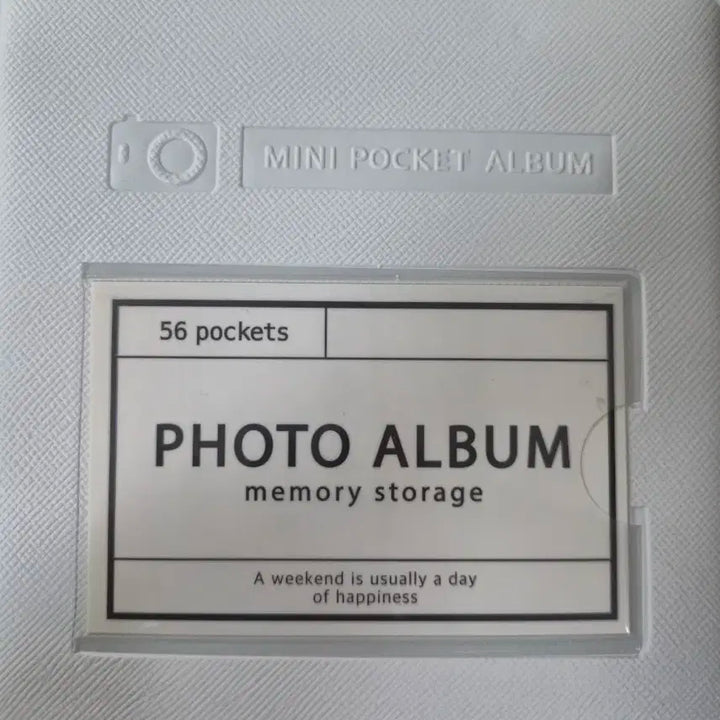 MINI POCKET ALBUM
56 pockets
PHOTO ALBUM
memory storage
A weekend is usually a day
of happiness